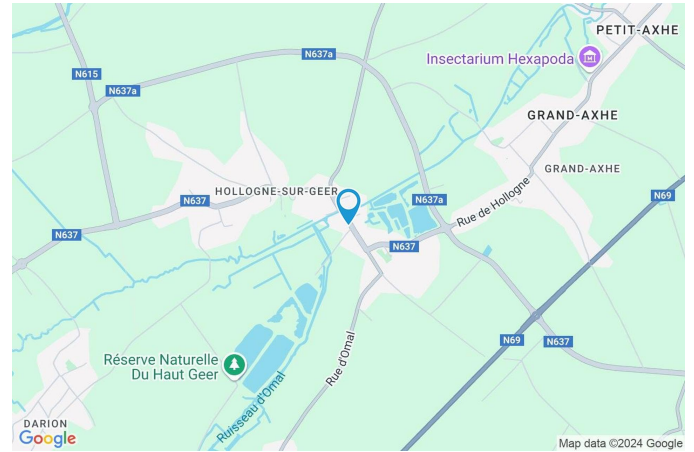 PETIT-AXHE
Insectarium Hexapoda
N637a
N615
N637a
GRAND-AXHE
GRAND-AXHE
HOLLOGNE-SUR-GEER
N637
N637a
N69
Rue de Hollogne
N637
N637
N69
N637
Rue d'Omal
Réserve Naturelle
Du Haut Geer
Ruisseau d'Omal
DARION
Google
Map data ©2024 Google